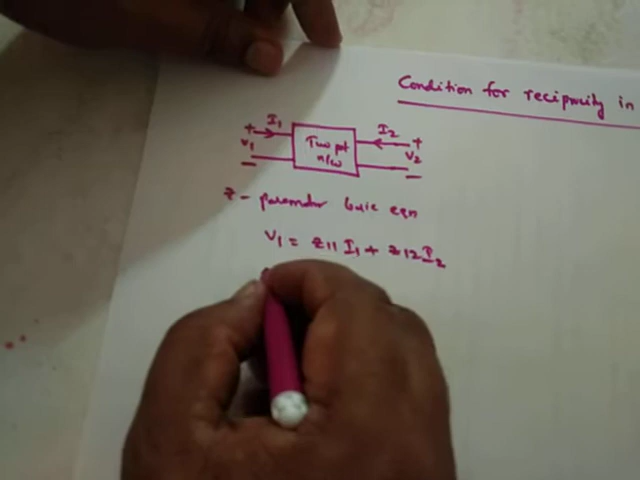 Condition for reciprocity in
I1 I2
+ + 
V1 Two pt V2
n/w
- -
z - parameter basic eqn
V1 = z11 I1 + z12 I2